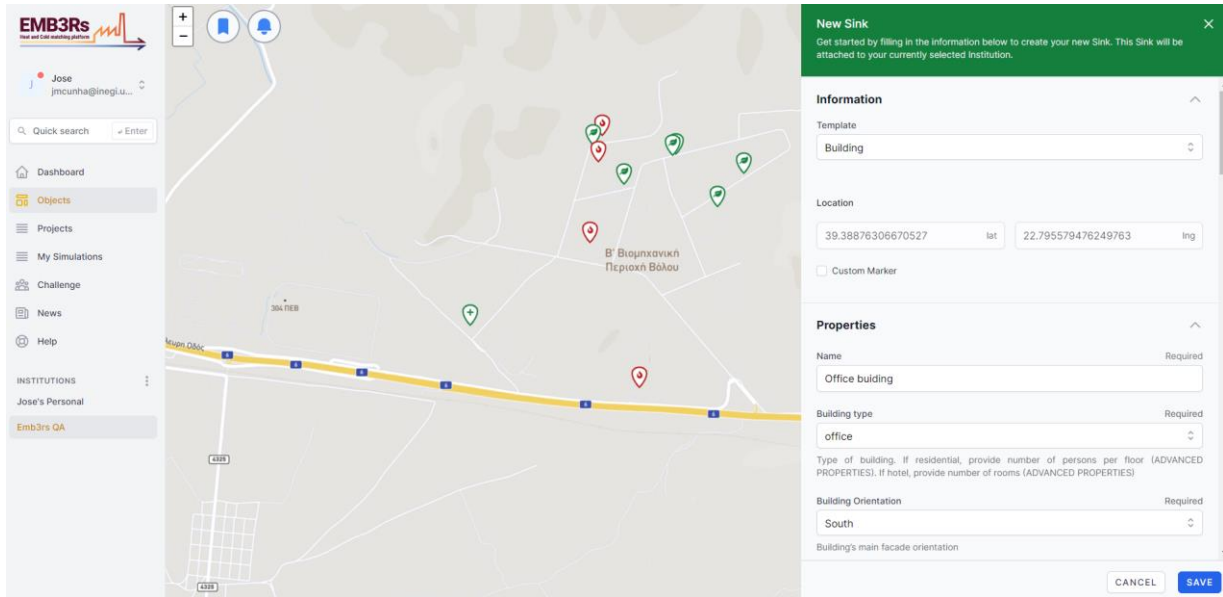 EMB3Rs
Heat and Cold matching platform
J
Jose
jmcunha@inegi.u...
Quick search
Enter
Dashboard
Objects
Projects
My Simulations
Challenge
News
Help
INSTITUTIONS
Jose's Personal
Emb3rs QA
+
−
Β' Βιομηχανική
Περιοχή Βόλου
304 ΠΕΒ
Οδός
6
6
6
6
6
6
4325
4325
New Sink
Get started by filling in the information below to create your new Sink. This Sink will be
attached to your currently selected Institution.
Information
Template
Building
Location
39.38876306670527 lat 22.795579476249763 lng
Custom Marker
Properties
Name Required
Office buiding
Building type Required
office
Type of building. If residential, provide number of persons per floor (ADVANCED
PROPERTIES). If hotel, provide number of rooms (ADVANCED PROPERTIES)
Building Orientation Required
South
Building's main facade orientation
CANCEL SAVE